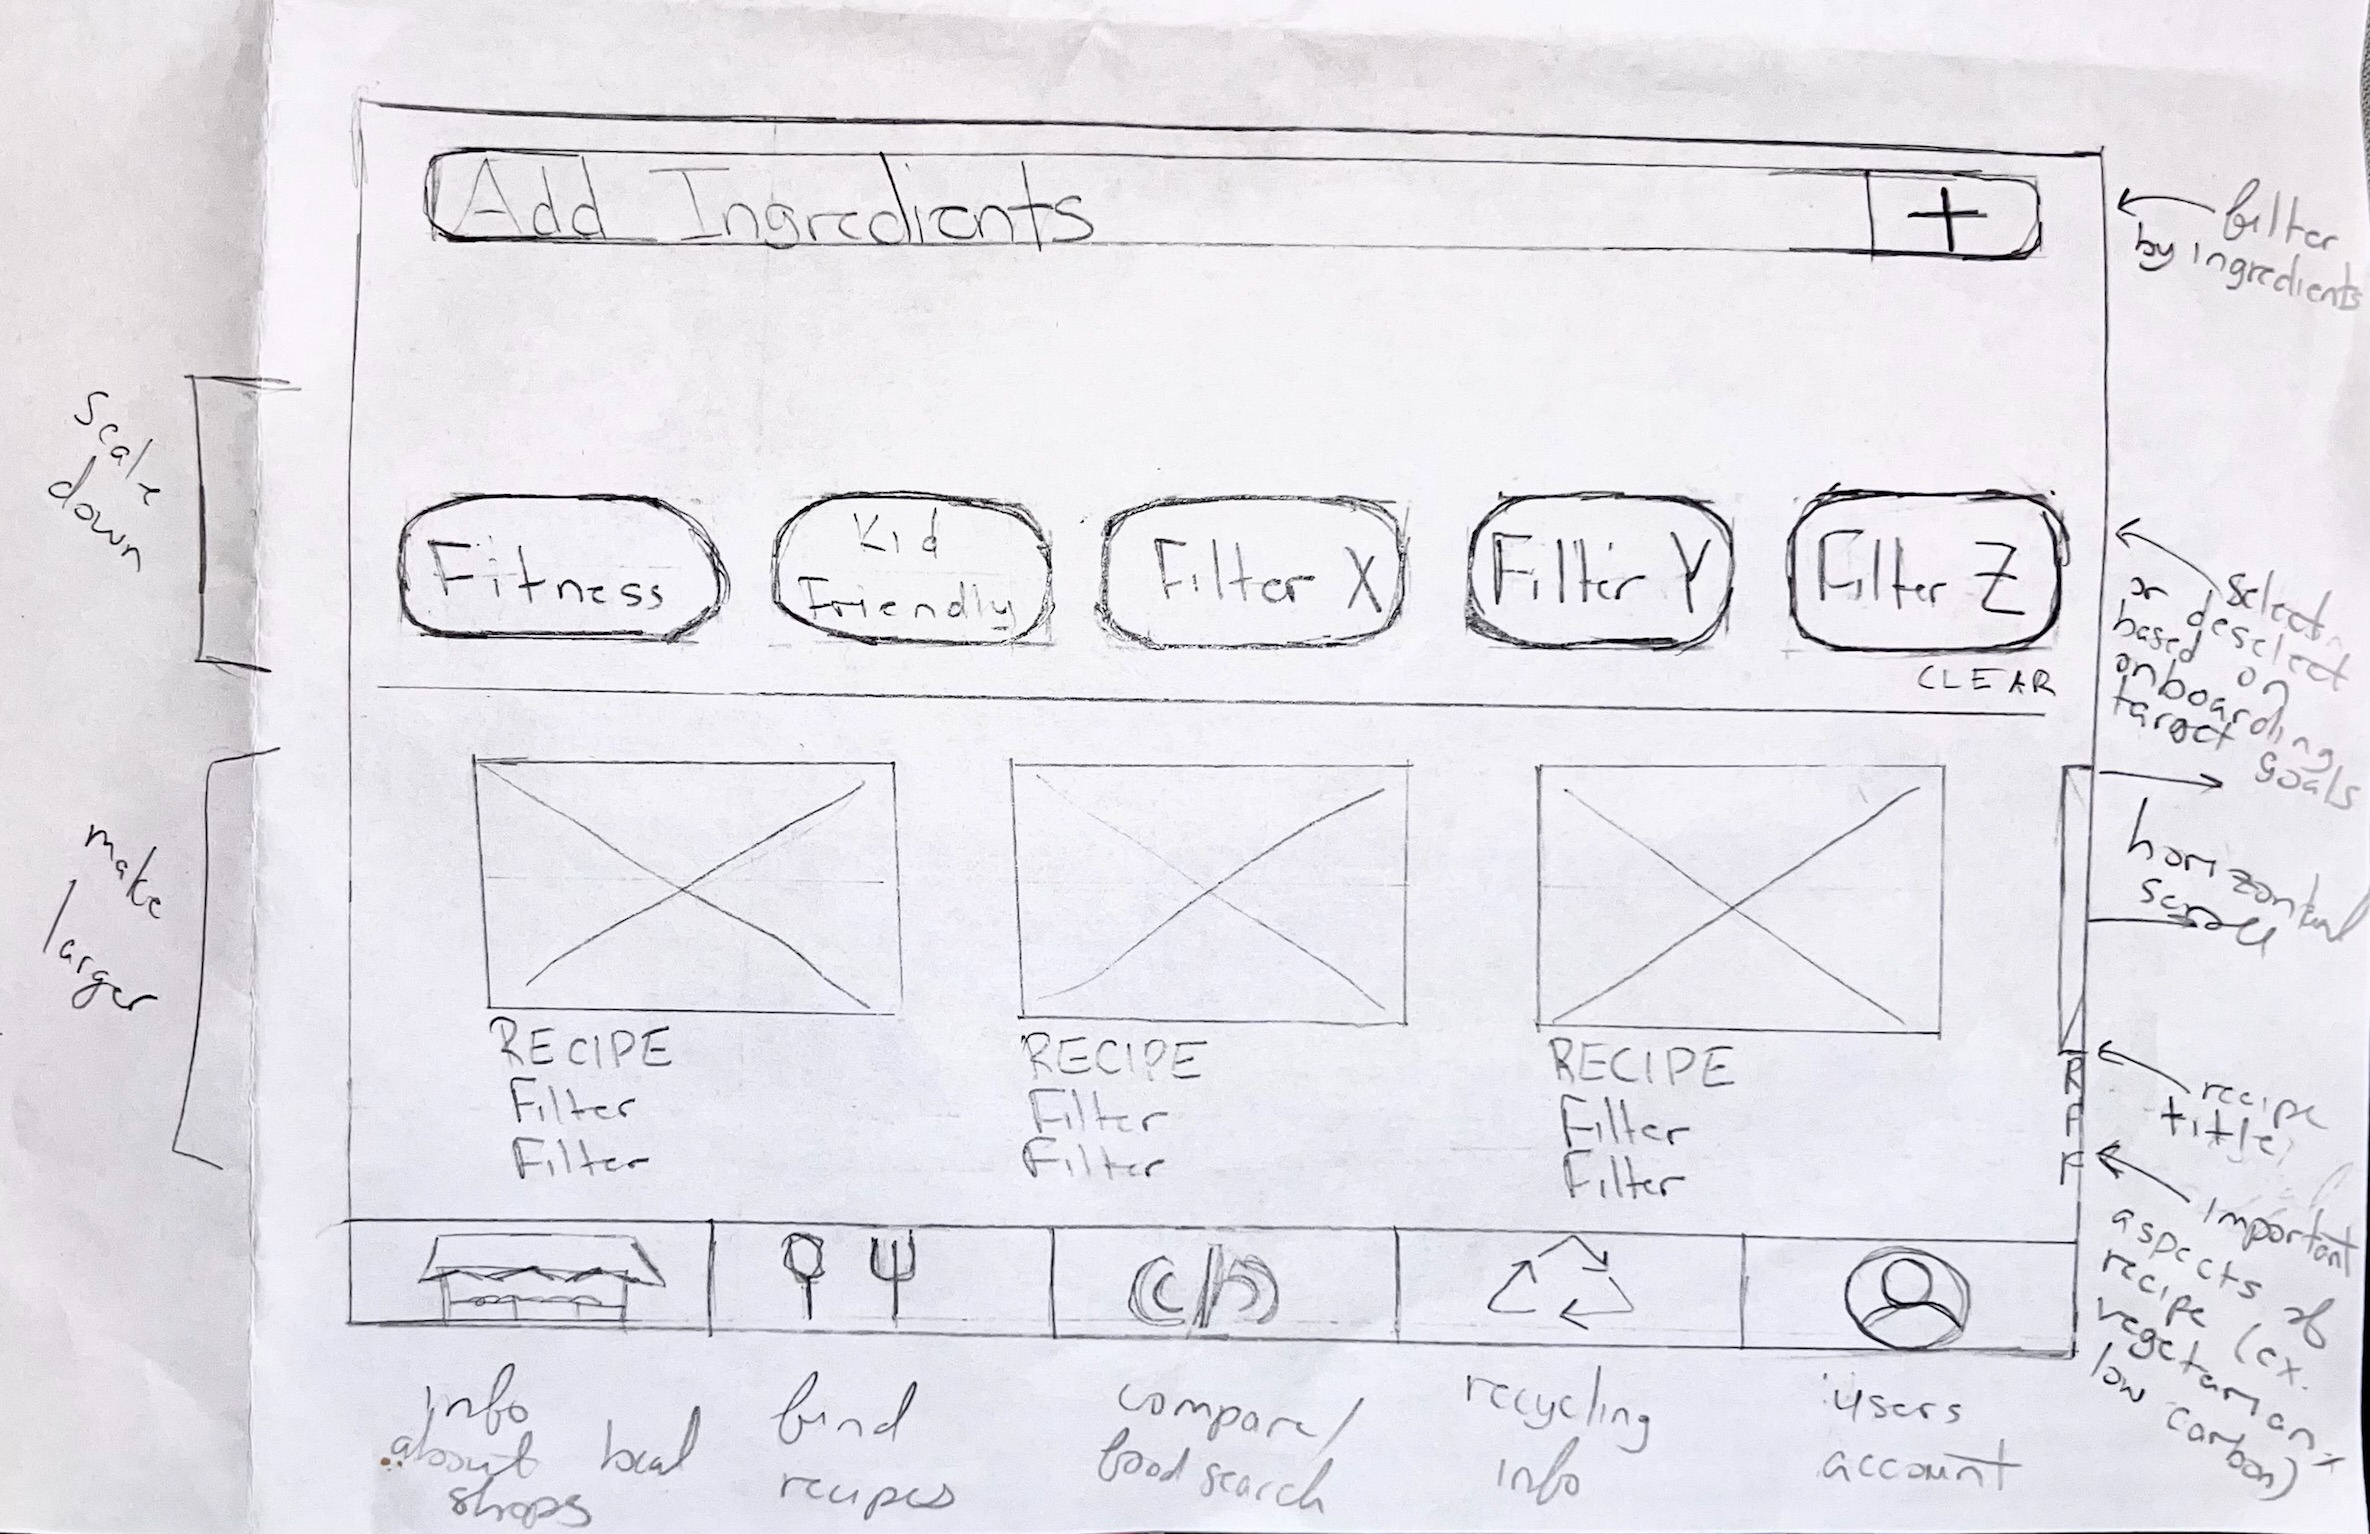 Add Ingredients +
filter
by ingredients
scale
down
Fitness
Kid
Friendly
Filter X
Filter Y
Filter Z
CLEAR
select
or deselect
based on
onboarding
target goals
make
larger
horizontal
scroll
RECIPE
Filter
Filter
RECIPE
Filter
Filter
RECIPE
Filter
Filter
R
F
F
recipe
title
important
aspects of
recipe (ex.
vegetarian +
low carbon)
info
about local
shops
find
recipes
compare/
food search
recycling
info
users
account